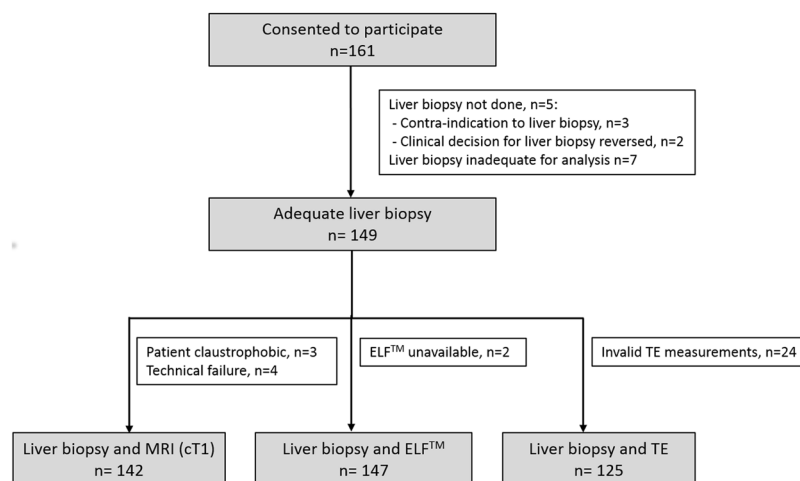 Consented to participate
n=161
Liver biopsy not done, n=5:
- Contra-indication to liver biopsy, n=3
- Clinical decision for liver biopsy reversed, n=2
Liver biopsy inadequate for analysis n=7
Adequate liver biopsy
n= 149
Patient claustrophobic, n=3
Technical failure, n=4
ELF™ unavailable, n=2
Invalid TE measurements, n=24
Liver biopsy and MRI (cT1)
n= 142
Liver biopsy and ELF™
n= 147
Liver biopsy and TE
n= 125